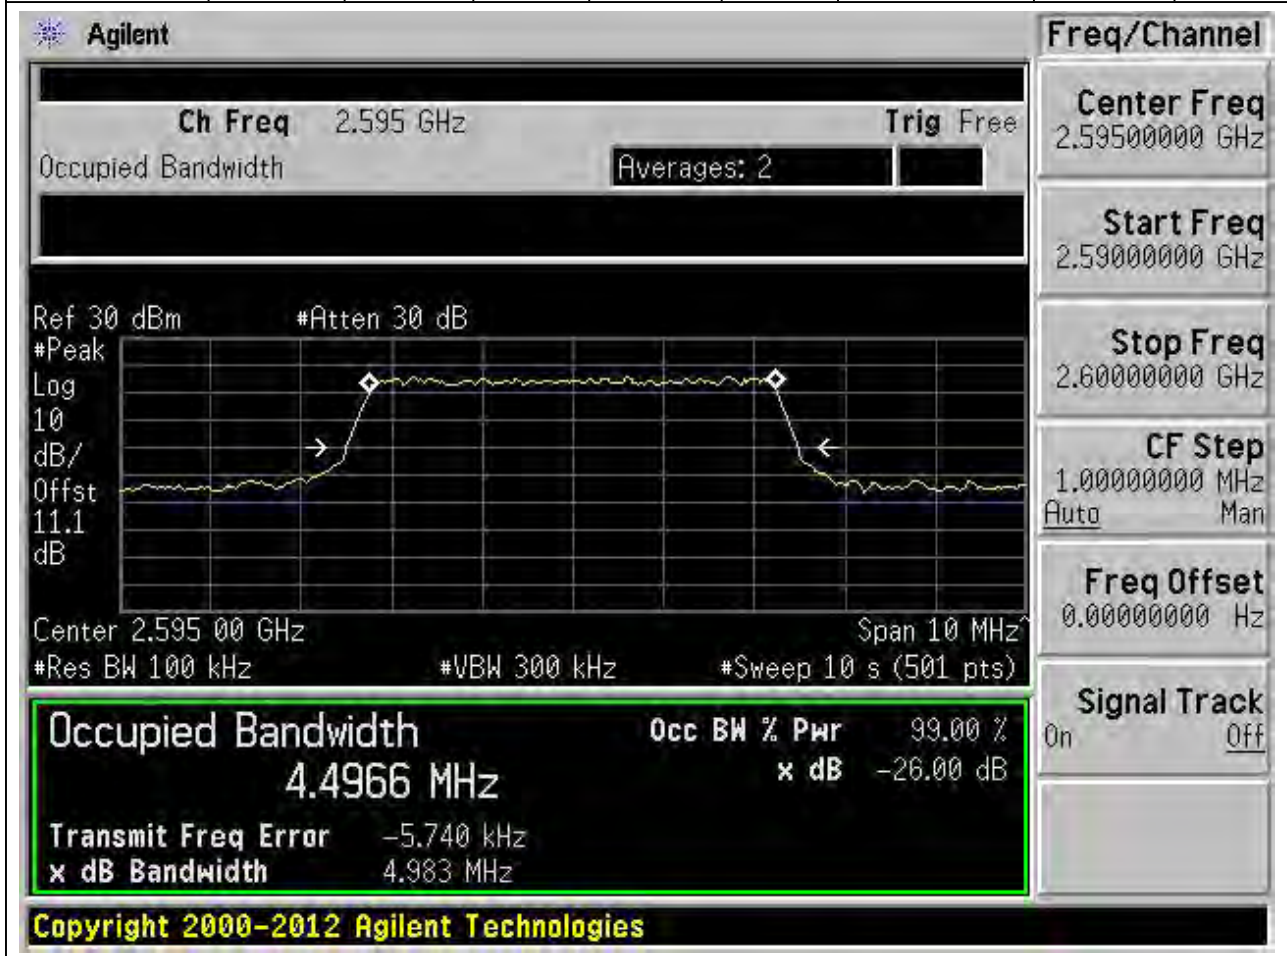 Agilent
Freq/Channel
Ch Freq 2.595 GHz Trig Free
Occupied Bandwidth Averages: 2
Center Freq
2.59500000 GHz
Start Freq
2.59000000 GHz
Stop Freq
2.60000000 GHz
CF Step
1.00000000 MHz
Auto Man
Freq Offset
0.00000000 Hz
Signal Track
On Off
Ref 30 dBm #Atten 30 dB
#Peak
Log
10
dB/
Offst
11.1
dB
Center 2.595 00 GHz Span 10 MHz^
#Res BW 100 kHz #VBW 300 kHz #Sweep 10 s (501 pts)
Occupied Bandwidth
4.4966 MHz
Occ BW % Pwr 99.00 %
x dB -26.00 dB
Transmit Freq Error -5.740 kHz
x dB Bandwidth 4.983 MHz
Copyright 2000-2012 Agilent Technologies